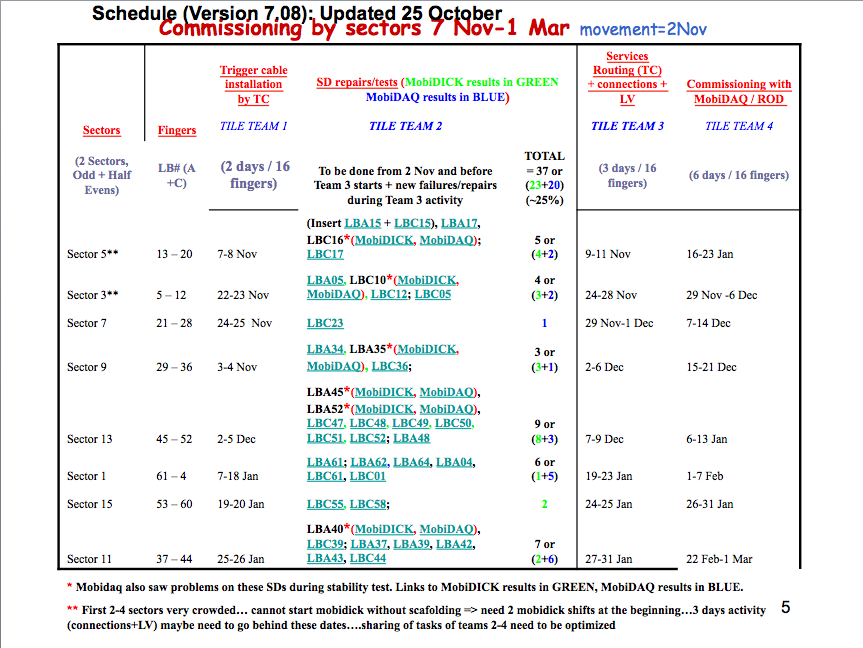 Schedule (Version 7.08): Updated 25 October
Commissioning by sectors 7 Nov-1 Mar movement=2Nov
Sectors
(2 Sectors,
Odd + Half
Evens)
Fingers
LB# (A
+C)
Trigger cable
installation
by TC
TILE TEAM 1
(2 days / 16
fingers)
SD repairs/tests (MobiDICK results in GREEN
MobiDAQ results in BLUE)
TILE TEAM 2
To be done from 2 Nov and before
Team 3 starts + new failures/repairs
during Team 3 activity
TOTAL
= 37 or
(23+20)
(~25%)
Services
Routing (TC)
+ connections +
LV
TILE TEAM 3
(3 days / 16
fingers)
Commissioning with
MobiDAQ / ROD
TILE TEAM 4
(6 days / 16 fingers)
Sector 5**
13 – 20
7-8 Nov
(Insert LBA15 + LBC15), LBA17,
LBC16*(MobiDICK, MobiDAQ);
LBC17
5 or
(4+2)
9-11 Nov
16-23 Jan
Sector 3**
5 – 12
22-23 Nov
LBA05, LBC10*(MobiDICK,
MobiDAQ), LBC12; LBC05
4 or
(3+2)
24-28 Nov
29 Nov -6 Dec
Sector 7
21 – 28
24-25 Nov
LBC23
1
29 Nov-1 Dec
7-14 Dec
Sector 9
29 – 36
3-4 Nov
LBA34, LBA35*(MobiDICK,
MobiDAQ), LBC36;
3 or
(3+1)
2-6 Dec
15-21 Dec
Sector 13
45 – 52
2-5 Dec
LBA45*(MobiDICK, MobiDAQ),
LBA52*(MobiDICK, MobiDAQ),
LBC47, LBC48, LBC49, LBC50,
LBC51, LBC52; LBA48
9 or
(8+3)
7-9 Dec
6-13 Jan
Sector 1
61 – 4
7-18 Jan
LBA61; LBA62, LBA64, LBA04,
LBC61, LBC01
6 or
(1+5)
19-23 Jan
1-7 Feb
Sector 15
53 – 60
19-20 Jan
LBC55, LBC58;
2
24-25 Jan
26-31 Jan
Sector 11
37 – 44
25-26 Jan
LBA40*(MobiDICK, MobiDAQ),
LBC39; LBA37, LBA39, LBA42,
LBA43, LBC44
7 or
(2+6)
27-31 Jan
22 Feb-1 Mar
* Mobidaq also saw problems on these SDs during stability test. Links to MobiDICK results in GREEN, MobiDAQ results in BLUE.
** First 2-4 sectors very crowded… cannot start mobidick without scafolding => need 2 mobidick shifts at the beginning…3 days activity
(connections+LV) maybe need to go behind these dates….sharing of tasks of teams 2-4 need to be optimized
5